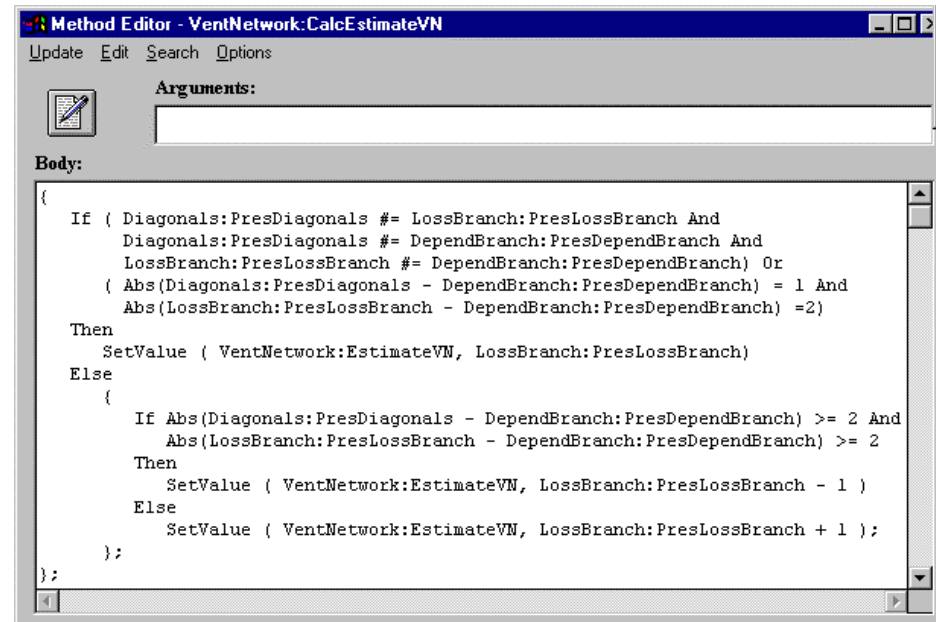 Method Editor - VentNetwork:CalcEstimateVN
Update Edit Search Options
Arguments:
Body:
{
If ( Diagonals:PresDiagonals #= LossBranch:PresLossBranch And
Diagonals:PresDiagonals #= DependBranch:PresDependBranch And
LossBranch:PresLossBranch #= DependBranch:PresDependBranch) Or
( Abs(Diagonals:PresDiagonals - DependBranch:PresDependBranch) = 1 And
Abs(LossBranch:PresLossBranch - DependBranch:PresDependBranch) =2)
Then
SetValue ( VentNetwork:EstimateVN, LossBranch:PresLossBranch)
Else
{
If Abs(Diagonals:PresDiagonals - DependBranch:PresDependBranch) >= 2 And
Abs(LossBranch:PresLossBranch - DependBranch:PresDependBranch) >= 2
Then
SetValue ( VentNetwork:EstimateVN, LossBranch:PresLossBranch - 1 )
Else
SetValue ( VentNetwork:EstimateVN, LossBranch:PresLossBranch + 1 );
};
};